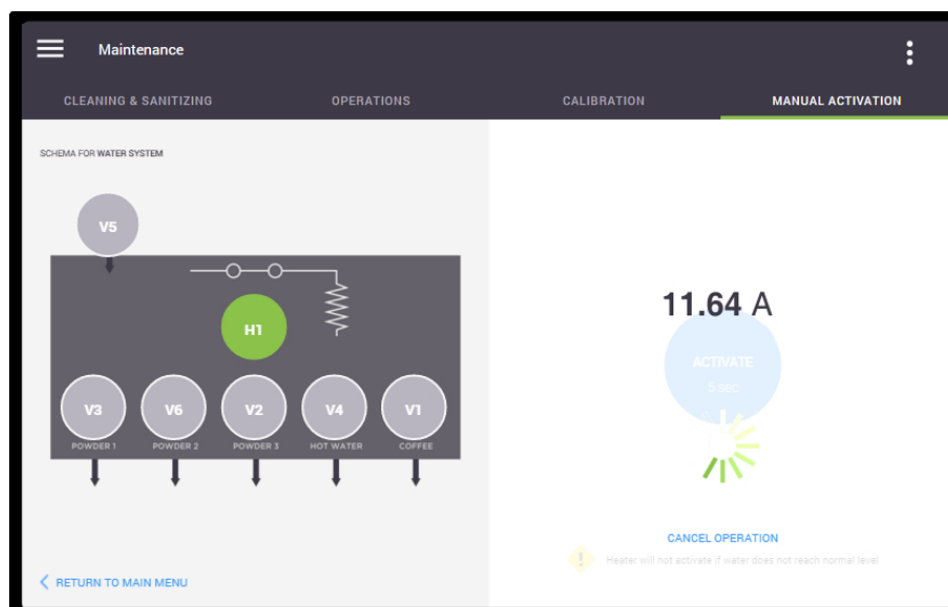 Maintenance
CLEANING & SANITIZING OPERATIONS CALIBRATION MANUAL ACTIVATION
SCHEMA FOR WATER SYSTEM
V5
H1
V3 V6 V2 V4 V1
POWDER 1 POWDER 2 POWDER 3 HOT WATER COFFEE
RETURN TO MAIN MENU
11.64 A
ACTIVATE
5 sec
CANCEL OPERATION
Heater will not activate if water does not reach normal level